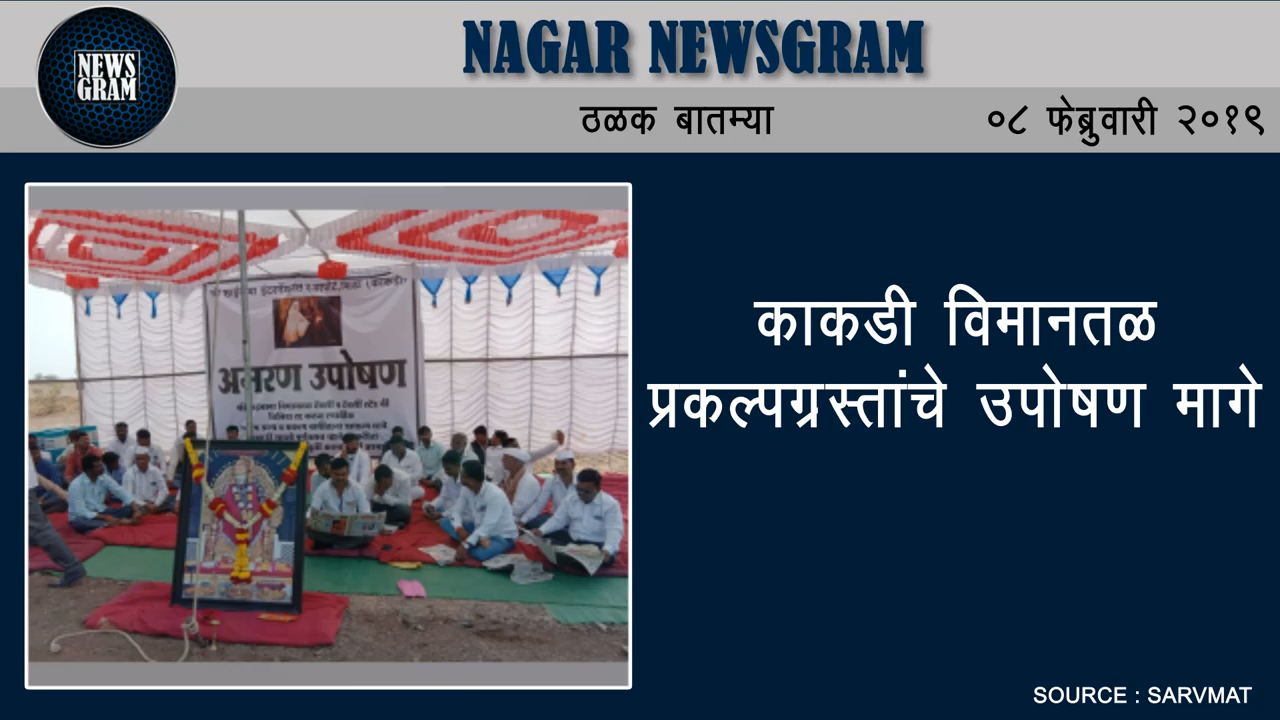 NEWS
GRAM
NAGAR NEWSGRAM
ठळक बातम्या
०८ फेब्रुवारी २०१९
अमरण उपोषण
काकडी विमानतळ
प्रकल्पग्रस्तांचे उपोषण मागे
SOURCE : SARVMAT